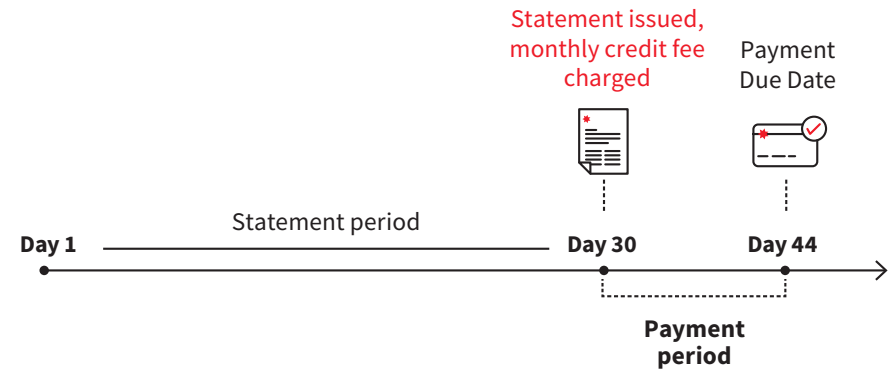 Statement issued,
monthly credit fee
charged
Payment
Due Date
Statement period
Day 1
Day 30
Day 44
Payment
period